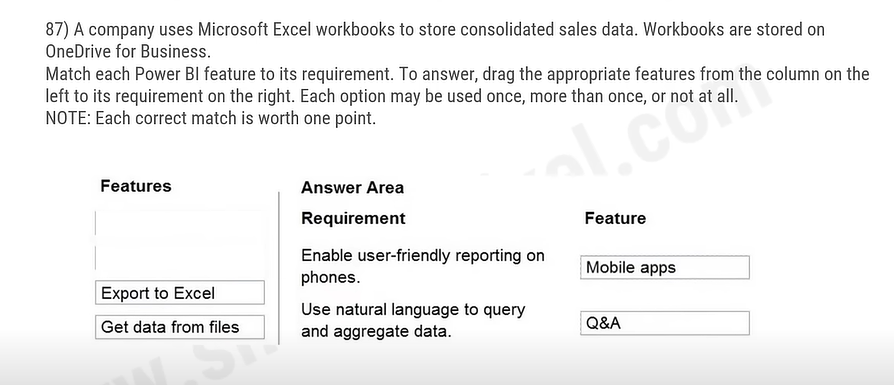 87) A company uses Microsoft Excel workbooks to store consolidated sales data. Workbooks are stored on
OneDrive for Business.
Match each Power BI feature to its requirement. To answer, drag the appropriate features from the column on the
left to its requirement on the right. Each option may be used once, more than once, or not at all.
NOTE: Each correct match is worth one point.
Features
Answer Area
Requirement
Feature
Enable user-friendly reporting on
phones.
Mobile apps
Export to Excel
Use natural language to query
and aggregate data.
Get data from files
Q&A